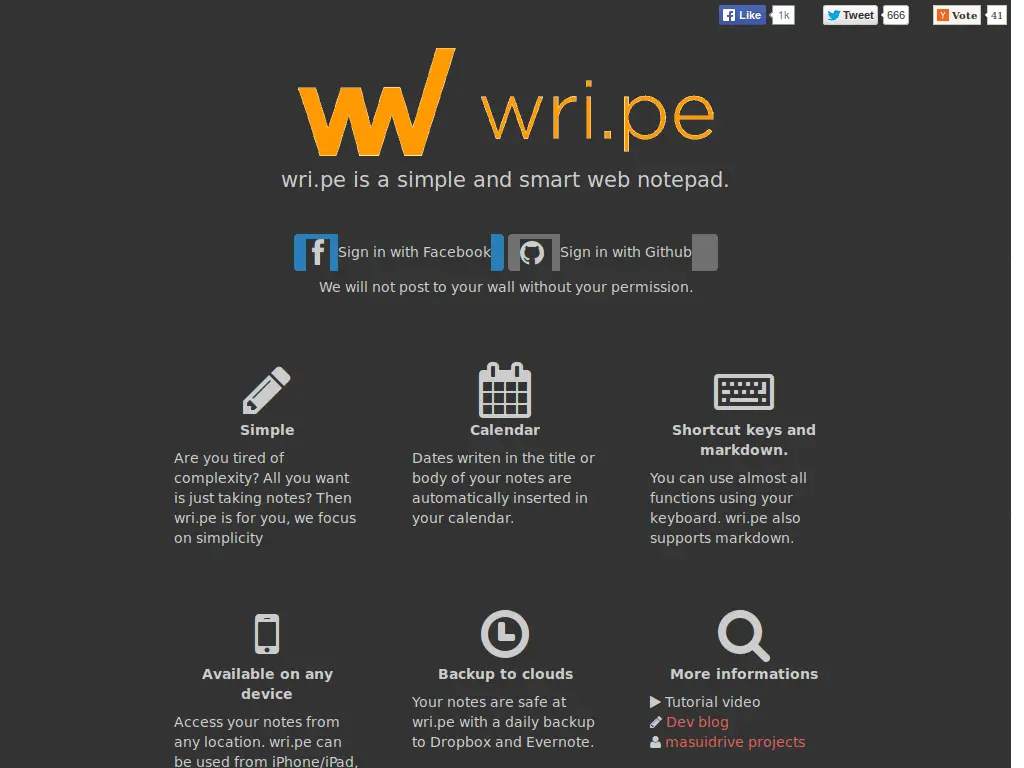 Like 1k Tweet 666 Vote 41
wri.pe
wri.pe is a simple and smart web notepad.
Sign in with Facebook Sign in with Github
We will not post to your wall without your permission.
Simple
Are you tired of
complexity? All you want
is just taking notes? Then
wri.pe is for you, we focus
on simplicity
Calendar
Dates writen in the title or
body of your notes are
automatically inserted in
your calendar.
Shortcut keys and
markdown.
You can use almost all
functions using your
keyboard. wri.pe also
supports markdown.
Available on any
device
Access your notes from
any location. wri.pe can
be used from iPhone/iPad,
Backup to clouds
Your notes are safe at
wri.pe with a daily backup
to Dropbox and Evernote.
More informations
Tutorial video
Dev blog
masuidrive projects